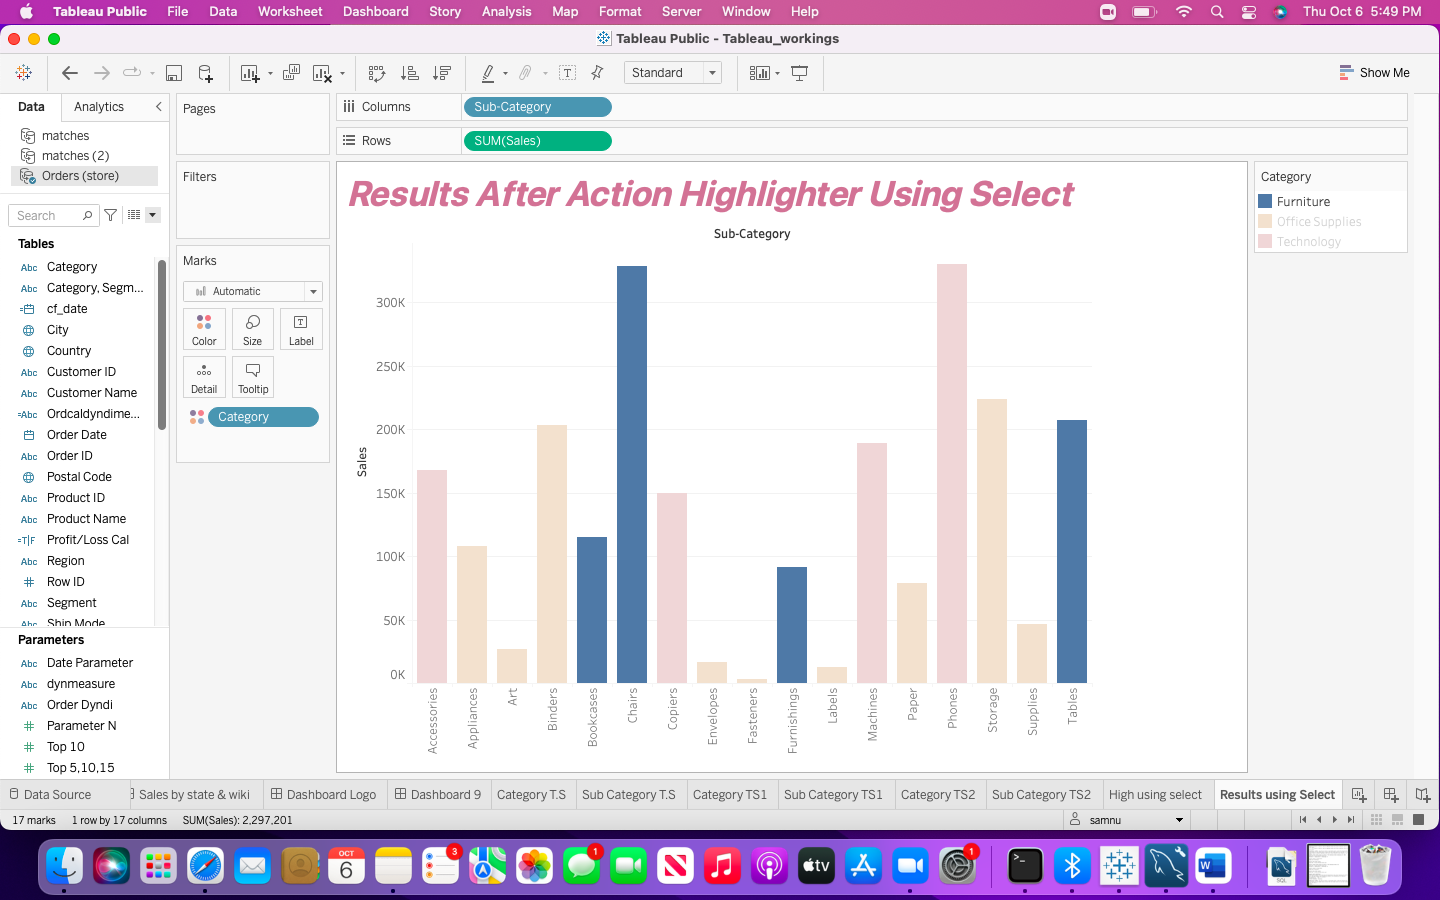 Tableau Public File Data Worksheet Dashboard Story Analysis Map Format Server Window Help Thu Oct 6 5:49 PM
Tableau Public - Tableau_workings
Standard
Show Me
Data Analytics
matches
matches (2)
Orders (store)
Search
Tables
Abc Category
Abc Category, Segm...
cf_date
City
Country
Abc Customer ID
Abc Customer Name
=Abc Ordcaldyndime...
Order Date
Abc Order ID
Postal Code
Abc Product ID
Abc Product Name
=T|F Profit/Loss Cal
Abc Region
# Row ID
Abc Segment
Abc Ship Mode
Parameters
Abc Date Parameter
Abc dynmeasure
Abc Order Dyndi
# Parameter N
# Top 10
# Top 5,10,15
Pages
Filters
Marks
Automatic
Color Size Label
Detail Tooltip
Category
Columns Sub-Category
Rows SUM(Sales)
Results After Action Highlighter Using Select
Sub-Category
Sales
300K
250K
200K
150K
100K
50K
0K
Accessories
Appliances
Art
Binders
Bookcases
Chairs
Copiers
Envelopes
Fasteners
Furnishings
Labels
Machines
Paper
Phones
Storage
Supplies
Tables
Category
Furniture
Office Supplies
Technology
Data Source Sales by state & wiki Dashboard Logo Dashboard 9 Category T.S Sub Category T.S Category TS1 Sub Category TS1 Category TS2 Sub Category TS2 High using select Results using Select
17 marks 1 row by 17 columns SUM(Sales): 2,297,201 samnu
OCT
6
3
1
tv
1
>_
W
SQL